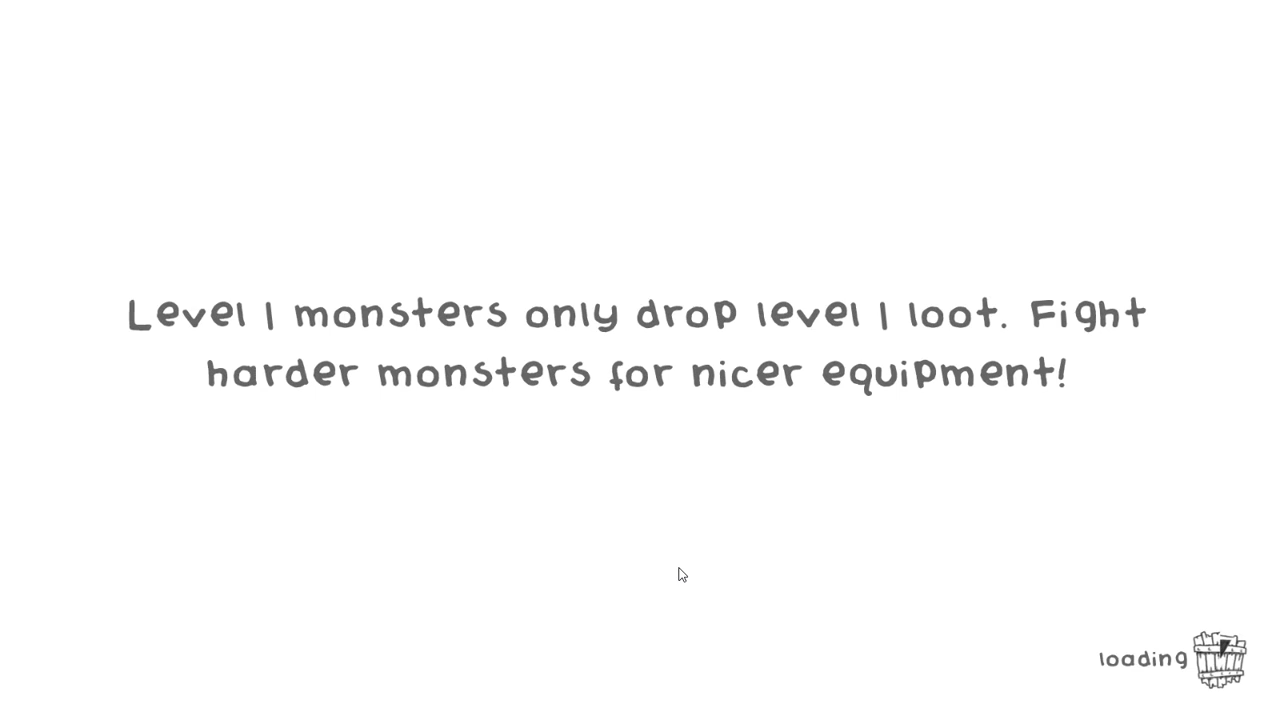 Level 1 monsters only drop level 1 loot. Fight
harder monsters for nicer equipment!
loading